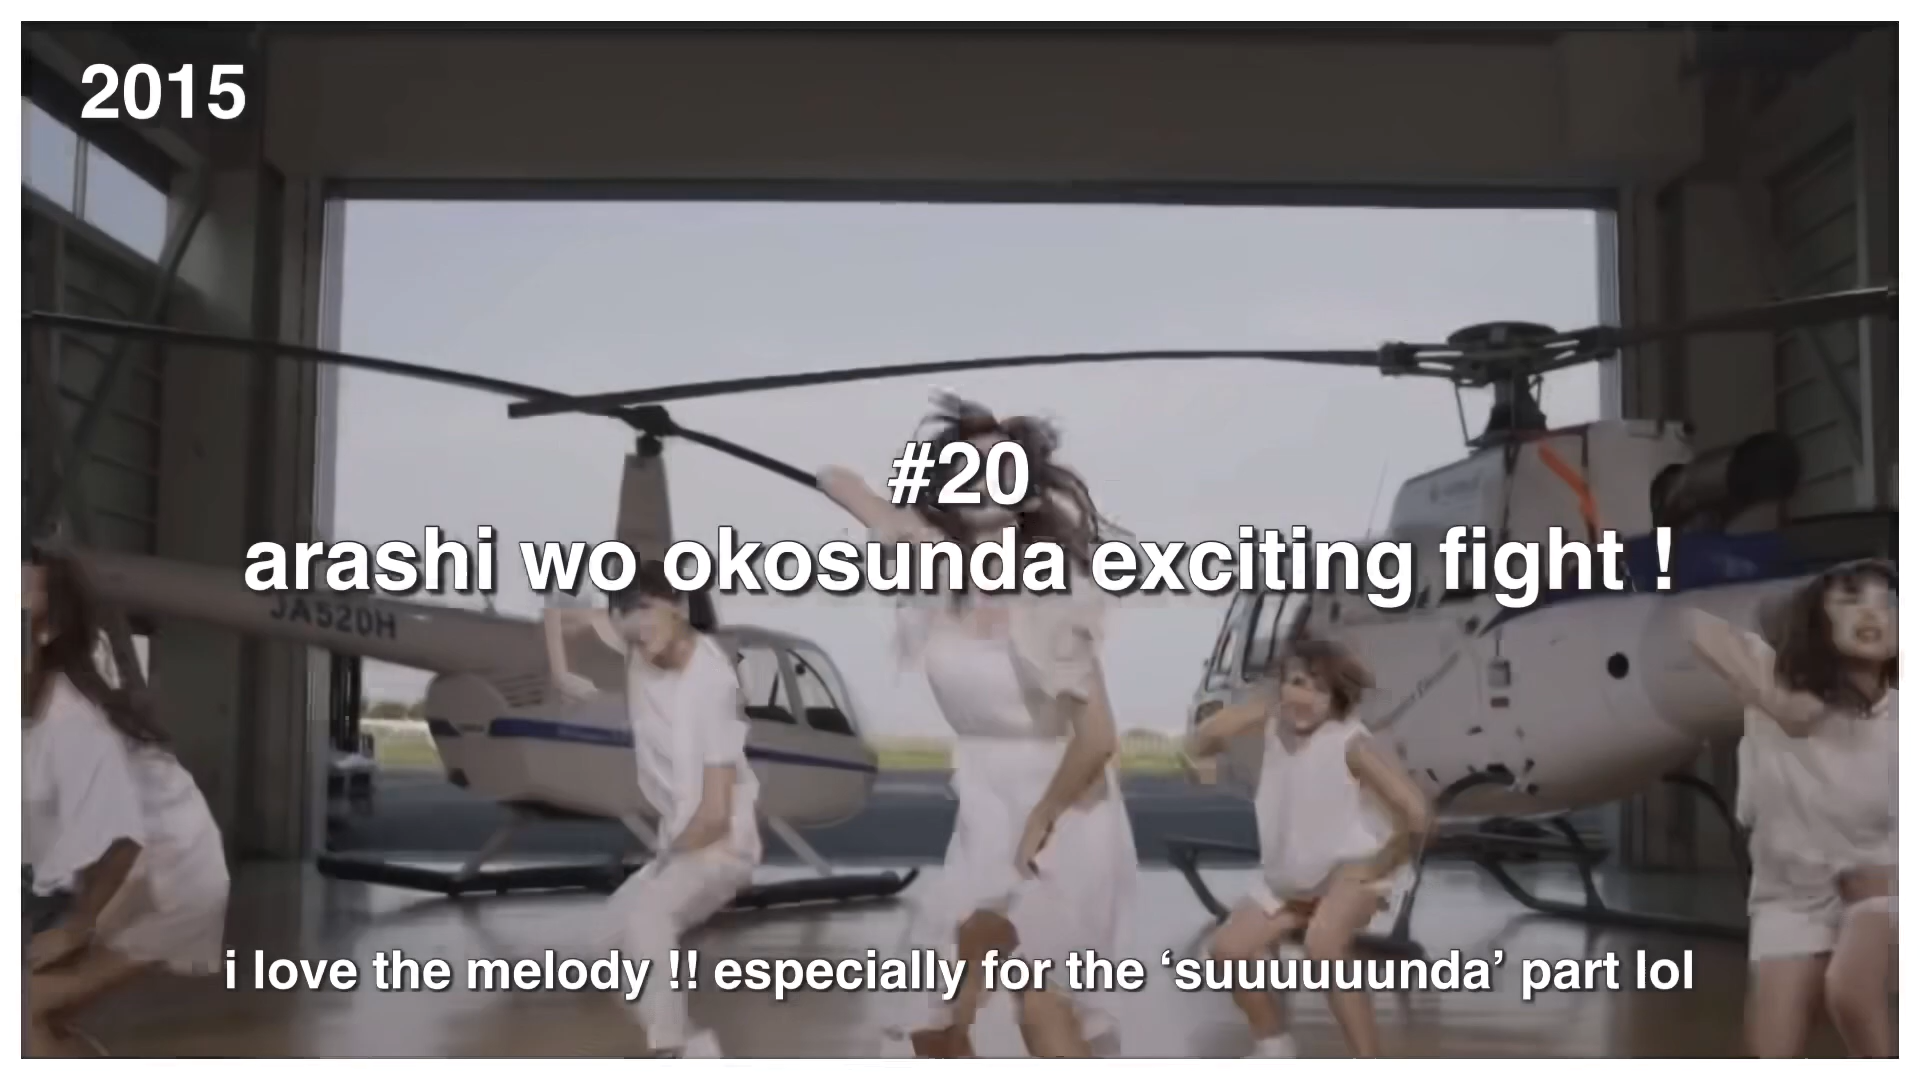 2015
#20
arashi wo okosunda exciting fight !
JA520H
i love the melody !! especially for the ‘suuuuuunda’ part lol